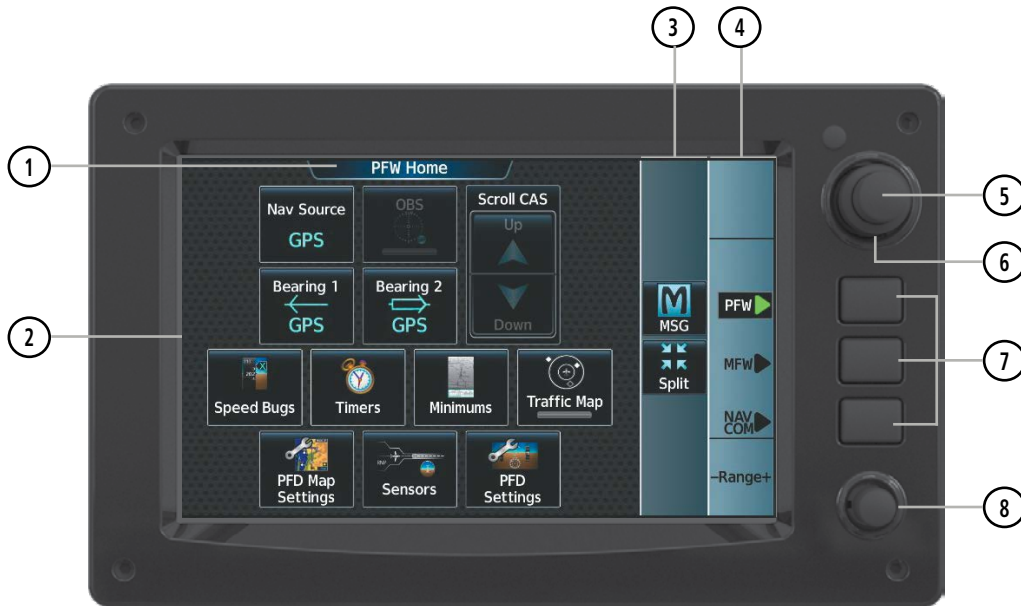 3
4
1
PFW Home
5
Nav Source
GPS
OBS
Scroll CAS
Up
Down
6
Bearing 1
GPS
Bearing 2
GPS
MSG
PFW
2
Split
MFW
7
Speed Bugs
Timers
Minimums
Traffic Map
NAV
COM
PFD Map
Settings
Sensors
PFD
Settings
-Range+
8